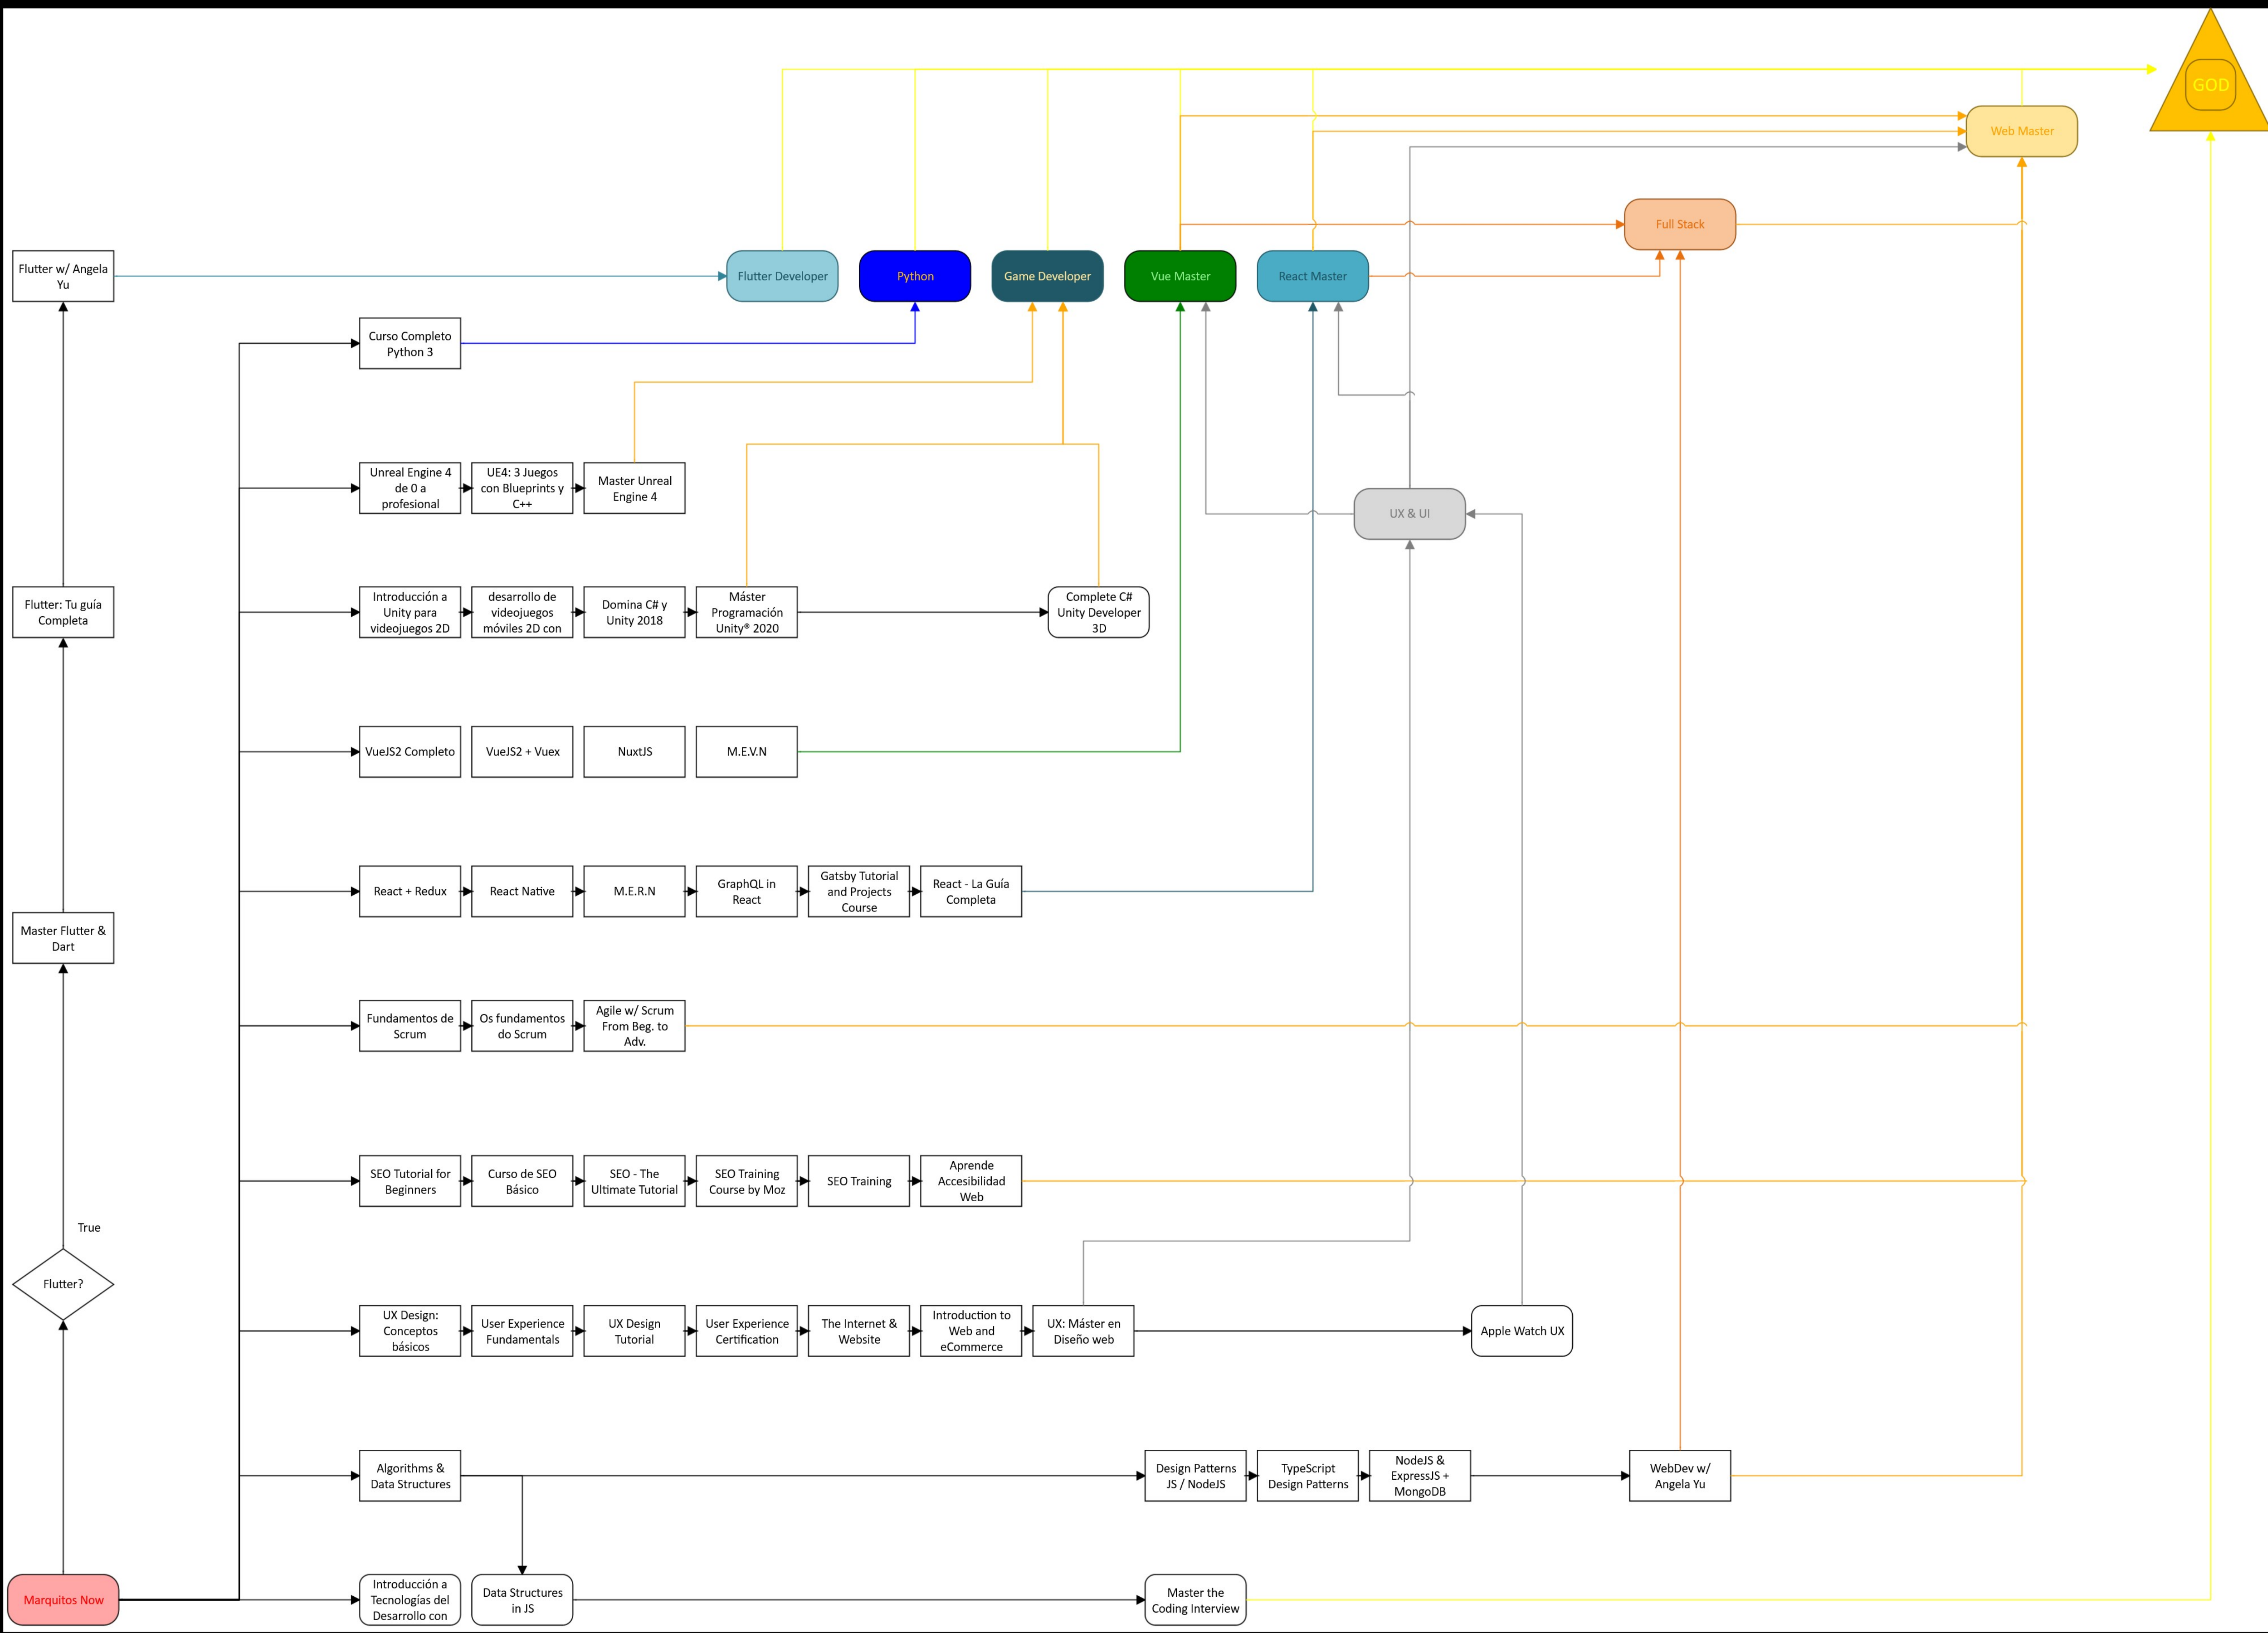 GOD
Web Master
Full Stack
Flutter w/ Angela
Yu
Flutter Developer
Python
Game Developer
Vue Master
React Master
Curso Completo
Python 3
Unreal Engine 4
de 0 a
profesional
UE4: 3 Juegos
con Blueprints y
C++
Master Unreal
Engine 4
UX & UI
Flutter: Tu guía
Completa
Introducción a
Unity para
videojuegos 2D
desarrollo de
videojuegos
móviles 2D con
Domina C# y
Unity 2018
Máster
Programación
Unity® 2020
Complete C#
Unity Developer
3D
VueJS2 Completo
VueJS2 + Vuex
NuxtJS
M.E.V.N
React + Redux
React Native
M.E.R.N
GraphQL in
React
Gatsby Tutorial
and Projects
Course
React - La Guía
Completa
Master Flutter &
Dart
Fundamentos de
Scrum
Os fundamentos
do Scrum
Agile w/ Scrum
From Beg. to
Adv.
SEO Tutorial for
Beginners
Curso de SEO
Básico
SEO - The
Ultimate Tutorial
SEO Training
Course by Moz
SEO Training
Aprende
Accesibilidad
Web
True
Flutter?
UX Design:
Conceptos
básicos
User Experience
Fundamentals
UX Design
Tutorial
User Experience
Certification
The Internet &
Website
Introduction to
Web and
eCommerce
UX: Máster en
Diseño web
Apple Watch UX
Algorithms &
Data Structures
Design Patterns
JS / NodeJS
TypeScript
Design Patterns
NodeJS &
ExpressJS +
MongoDB
WebDev w/
Angela Yu
Marquitos Now
Introducción a
Tecnologías del
Desarrollo con
Data Structures
in JS
Master the
Coding Interview